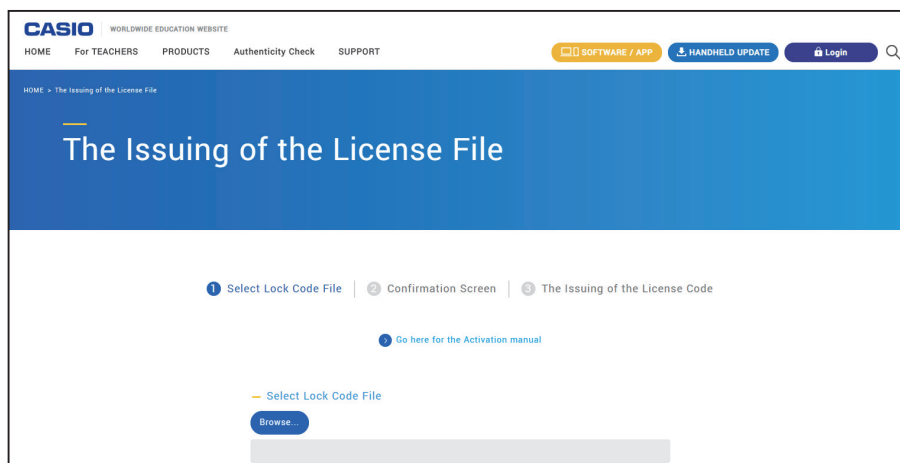 CASIO WORLDWIDE EDUCATION WEBSITE
HOME For TEACHERS PRODUCTS Authenticity Check SUPPORT SOFTWARE / APP HANDHELD UPDATE Login
HOME > The Issuing of the License File
The Issuing of the License File
1 Select Lock Code File 2 Confirmation Screen 3 The Issuing of the License Code
Go here for the Activation manual
Select Lock Code File
Browse...